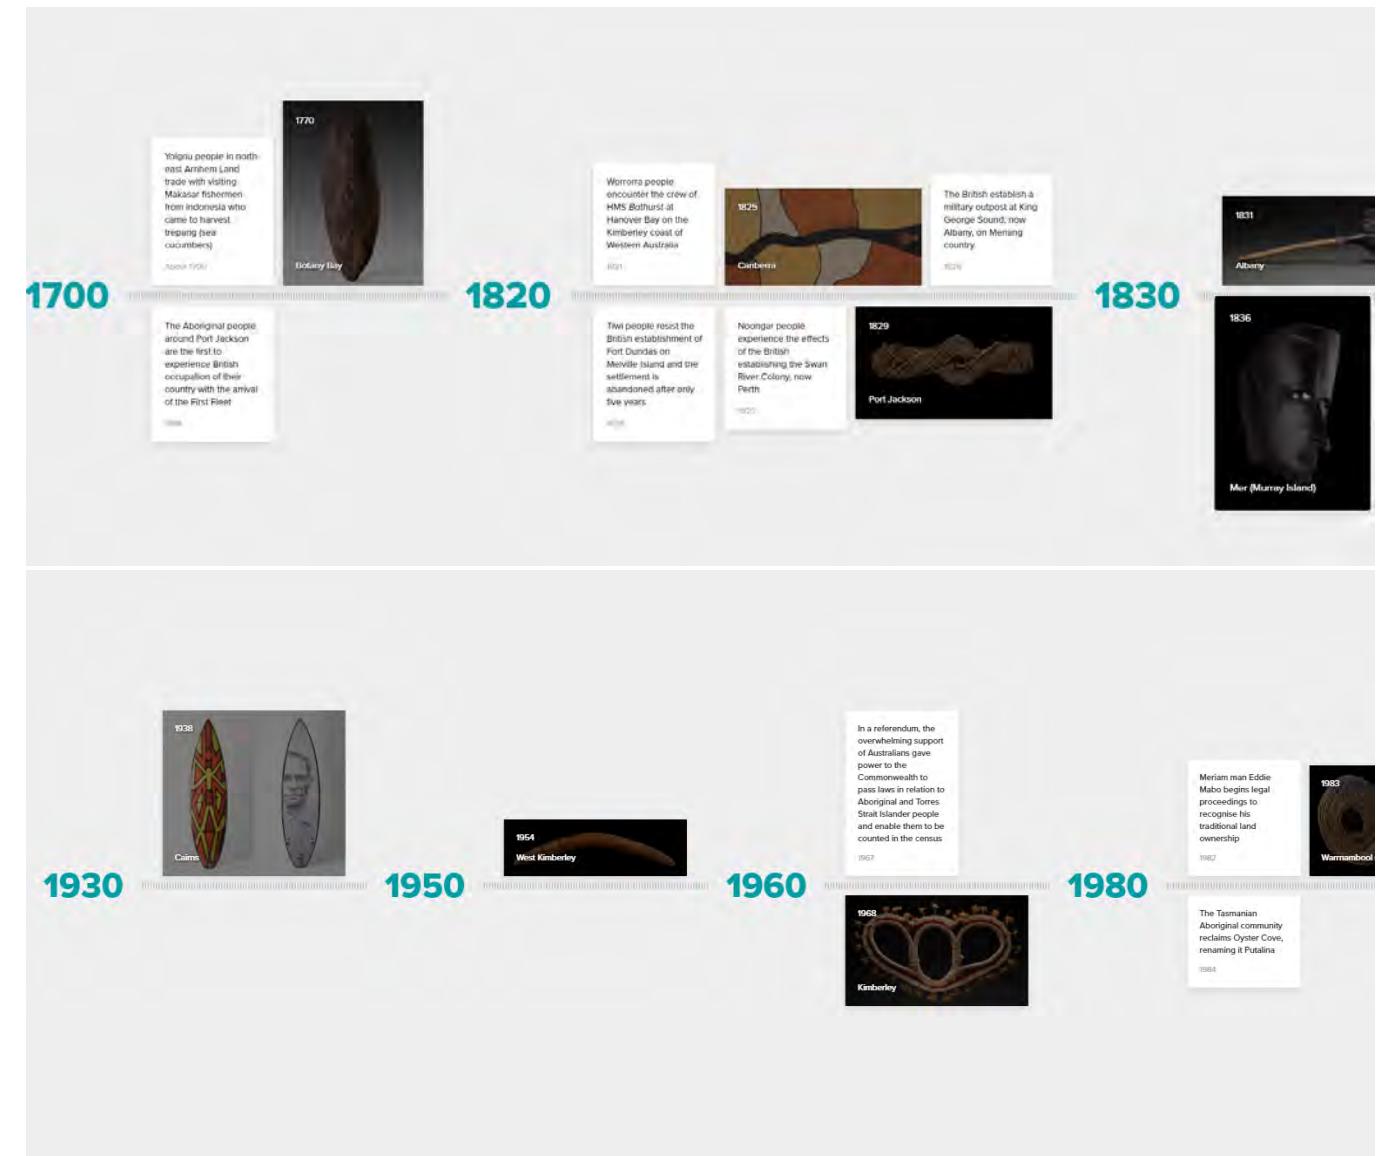 1700
Yolgnu people in north-
east Arnhem Land
trade with visiting
Makasar fishermen
from Indonesia who
came to harvest
trepang (sea
cucumbers)
About 1700
1770
Botany Bay
The Aboriginal people
around Port Jackson
are the first to
experience British
occupation of their
country with the arrival
of the First Fleet
1820
Worrorra people
encounter the crew of
HMS Bathurst at
Hanover Bay on the
Kimberley coast of
Western Australia
1821
1825
Canberra
The British establish a
military outpost at King
George Sound, now
Albany, on Menang
country
1826
Tiwi people resist the
British establishment of
Fort Dundas on
Melville Island and the
settlement is
abandoned after only
five years
Noongar people
experience the effects
of the British
establishing the Swan
River Colony, now
Perth
1829
Port Jackson
1830
1831
Albany
1836
Mer (Murray Island)
1930
1938
Cairns
1950
1954
West Kimberley
1960
In a referendum, the
overwhelming support
of Australians gave
power to the
Commonwealth to
pass laws in relation to
Aboriginal and Torres
Strait Islander people
and enable them to be
counted in the census
1967
1968
Kimberley
1980
Meriam man Eddie
Mabo begins legal
proceedings to
recognise his
traditional land
ownership
1982
1983
Warrnambool
The Tasmanian
Aboriginal community
reclaims Oyster Cove,
renaming it Putalina
1984